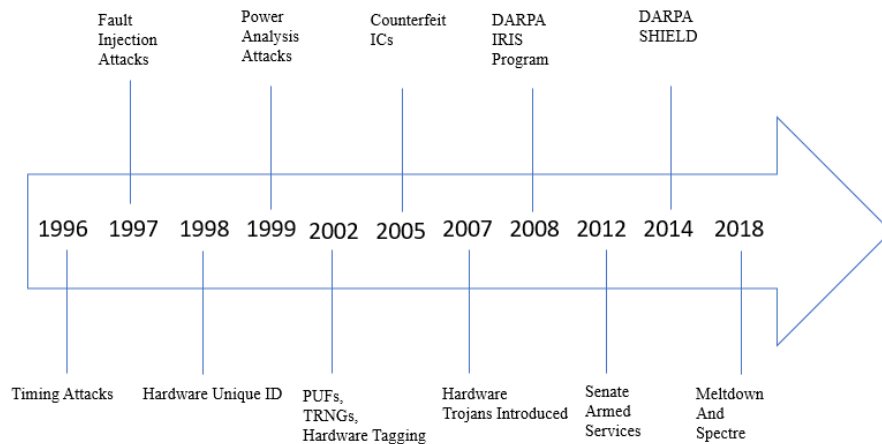 Fault
Injection
Attacks
Power
Analysis
Attacks
Counterfeit
ICs
DARPA
IRIS
Program
DARPA
SHIELD
1996 1997 1998 1999 2002 2005 2007 2008 2012 2014 2018
Timing Attacks
Hardware Unique ID
PUFs,
TRNGs,
Hardware Tagging
Hardware
Trojans Introduced
Senate
Armed
Services
Meltdown
And
Spectre